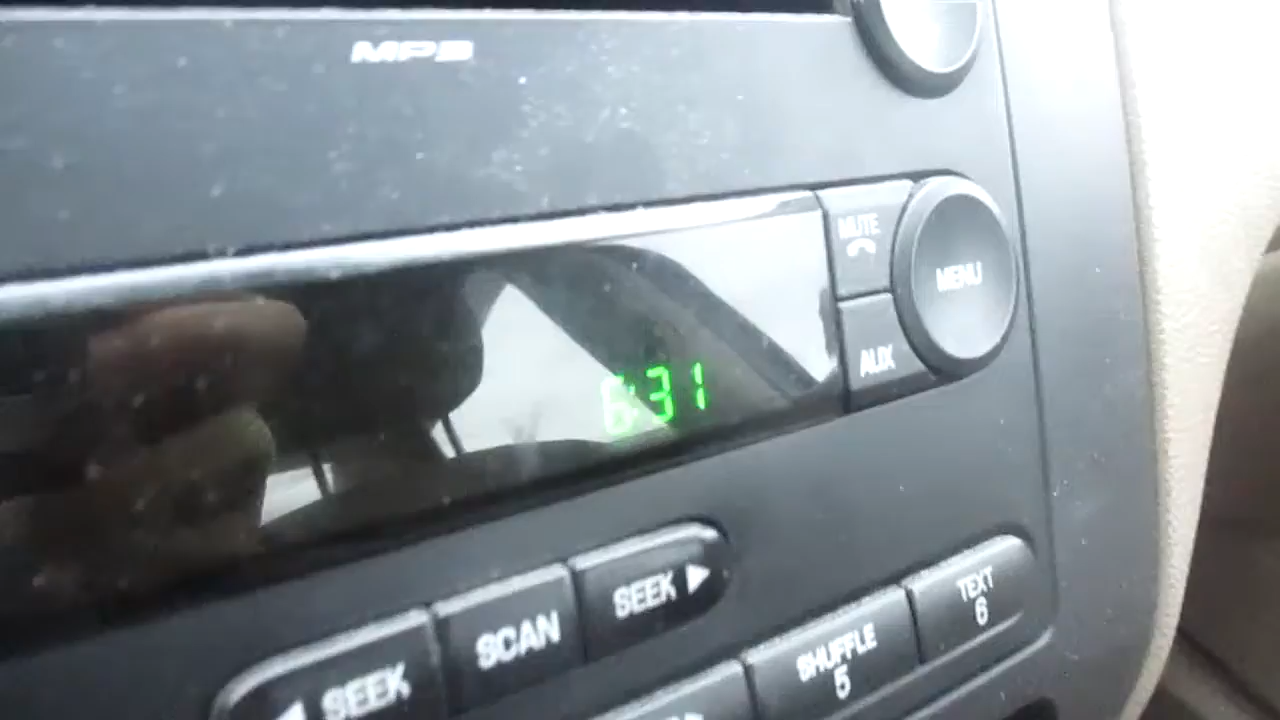 MP3
MUTE
MENU
AUX
6:31
SEEK
SCAN
SEEK
TEXT
6
SHUFFLE
5